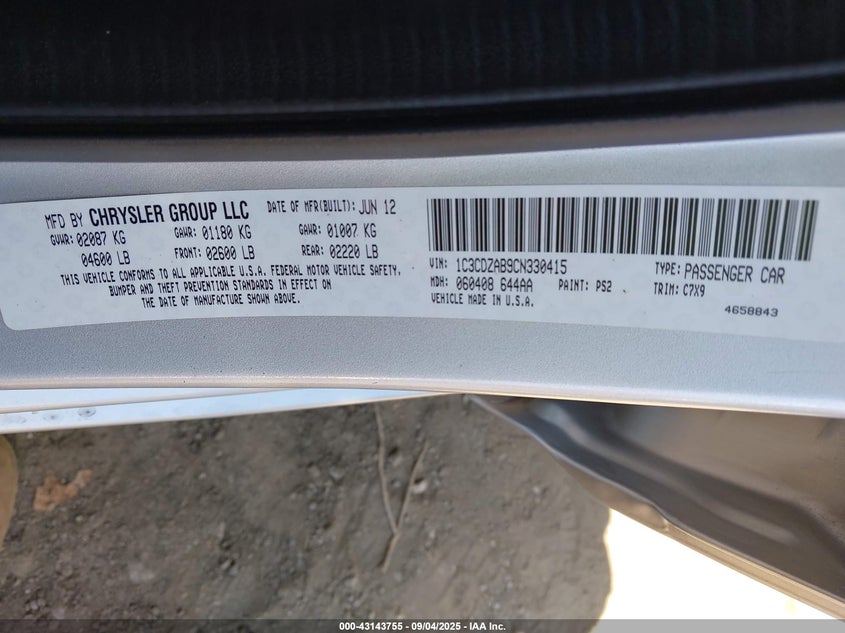 MFD BY CHRYSLER GROUP LLC DATE OF MFR(BUILT): JUN 12
GVWR: 02087 KG GAWR: 01180 KG GAWR: 01007 KG
04600 LB FRONT: 02600 LB REAR: 02220 LB
THIS VEHICLE CONFORMS TO ALL APPLICABLE U.S.A. FEDERAL MOTOR VEHICLE SAFETY,
BUMPER AND THEFT PREVENTION STANDARDS IN EFFECT ON
THE DATE OF MANUFACTURE SHOWN ABOVE.
VIN: 1C3CDZAB9CN330415 TYPE: PASSENGER CAR
MDH: 060408 644AA PAINT: PS2 TRIM: C7X9
VEHICLE MADE IN U.S.A.
4658843
000-43143755 | 09/04/2025 | IAA Holdings, LLC